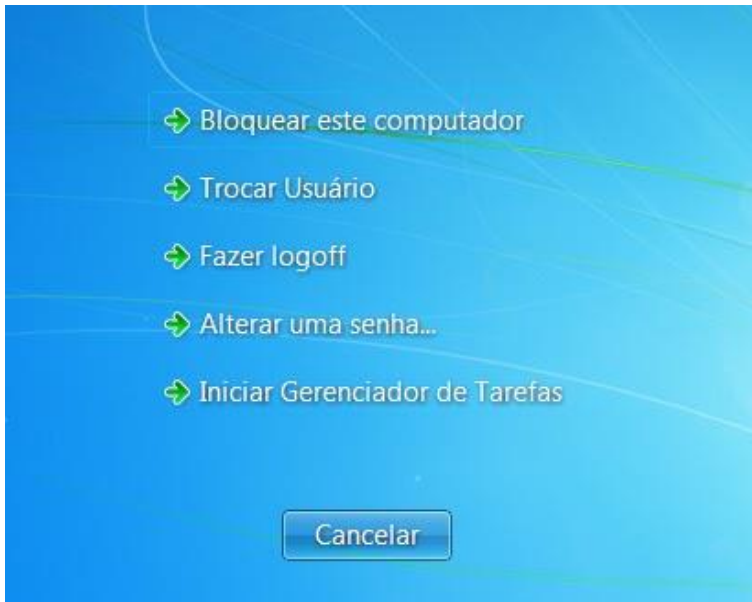 Bloquear este computador
Trocar Usuário
Fazer logoff
Alterar uma senha...
Iniciar Gerenciador de Tarefas
Cancelar